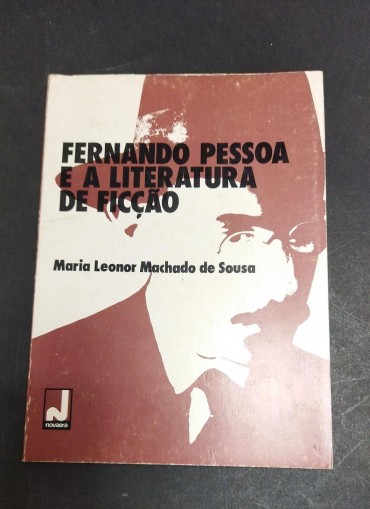 FERNANDO PESSOA
E A LITERATURA
DE FICÇÃO
Maria Leonor Machado de Sousa
novaera